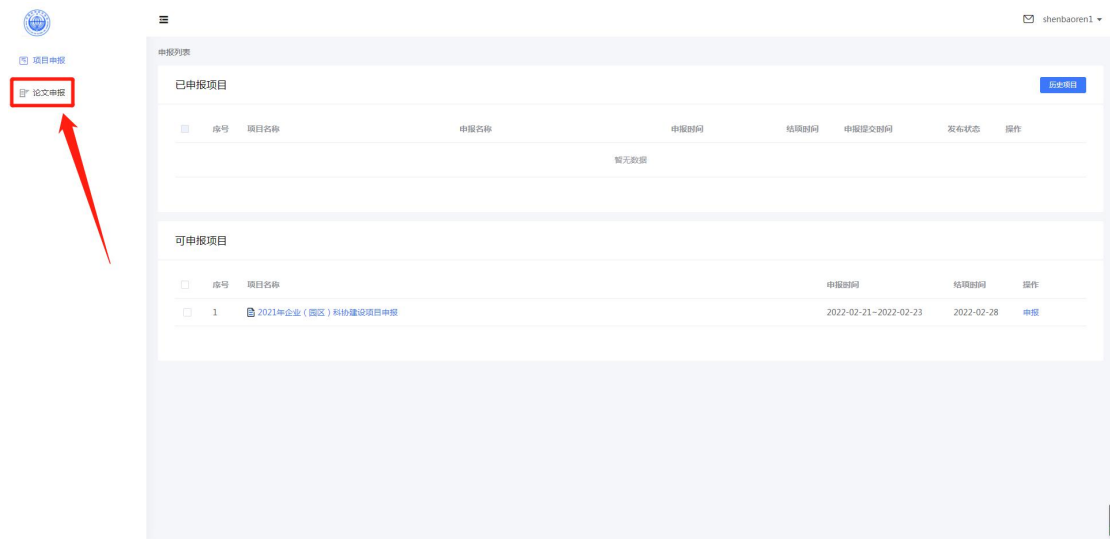 shenbaoren1
项目申报
论文申报
申报列表
已申报项目
历史项目
序号 项目名称 申报名称 申报时间 结项时间 申报提交时间 发布状态 操作
暂无数据
可申报项目
序号 项目名称 申报时间 结项时间 操作
1 2021年企业（园区）科协建设项目申报 2022-02-21~2022-02-23 2022-02-28 申报